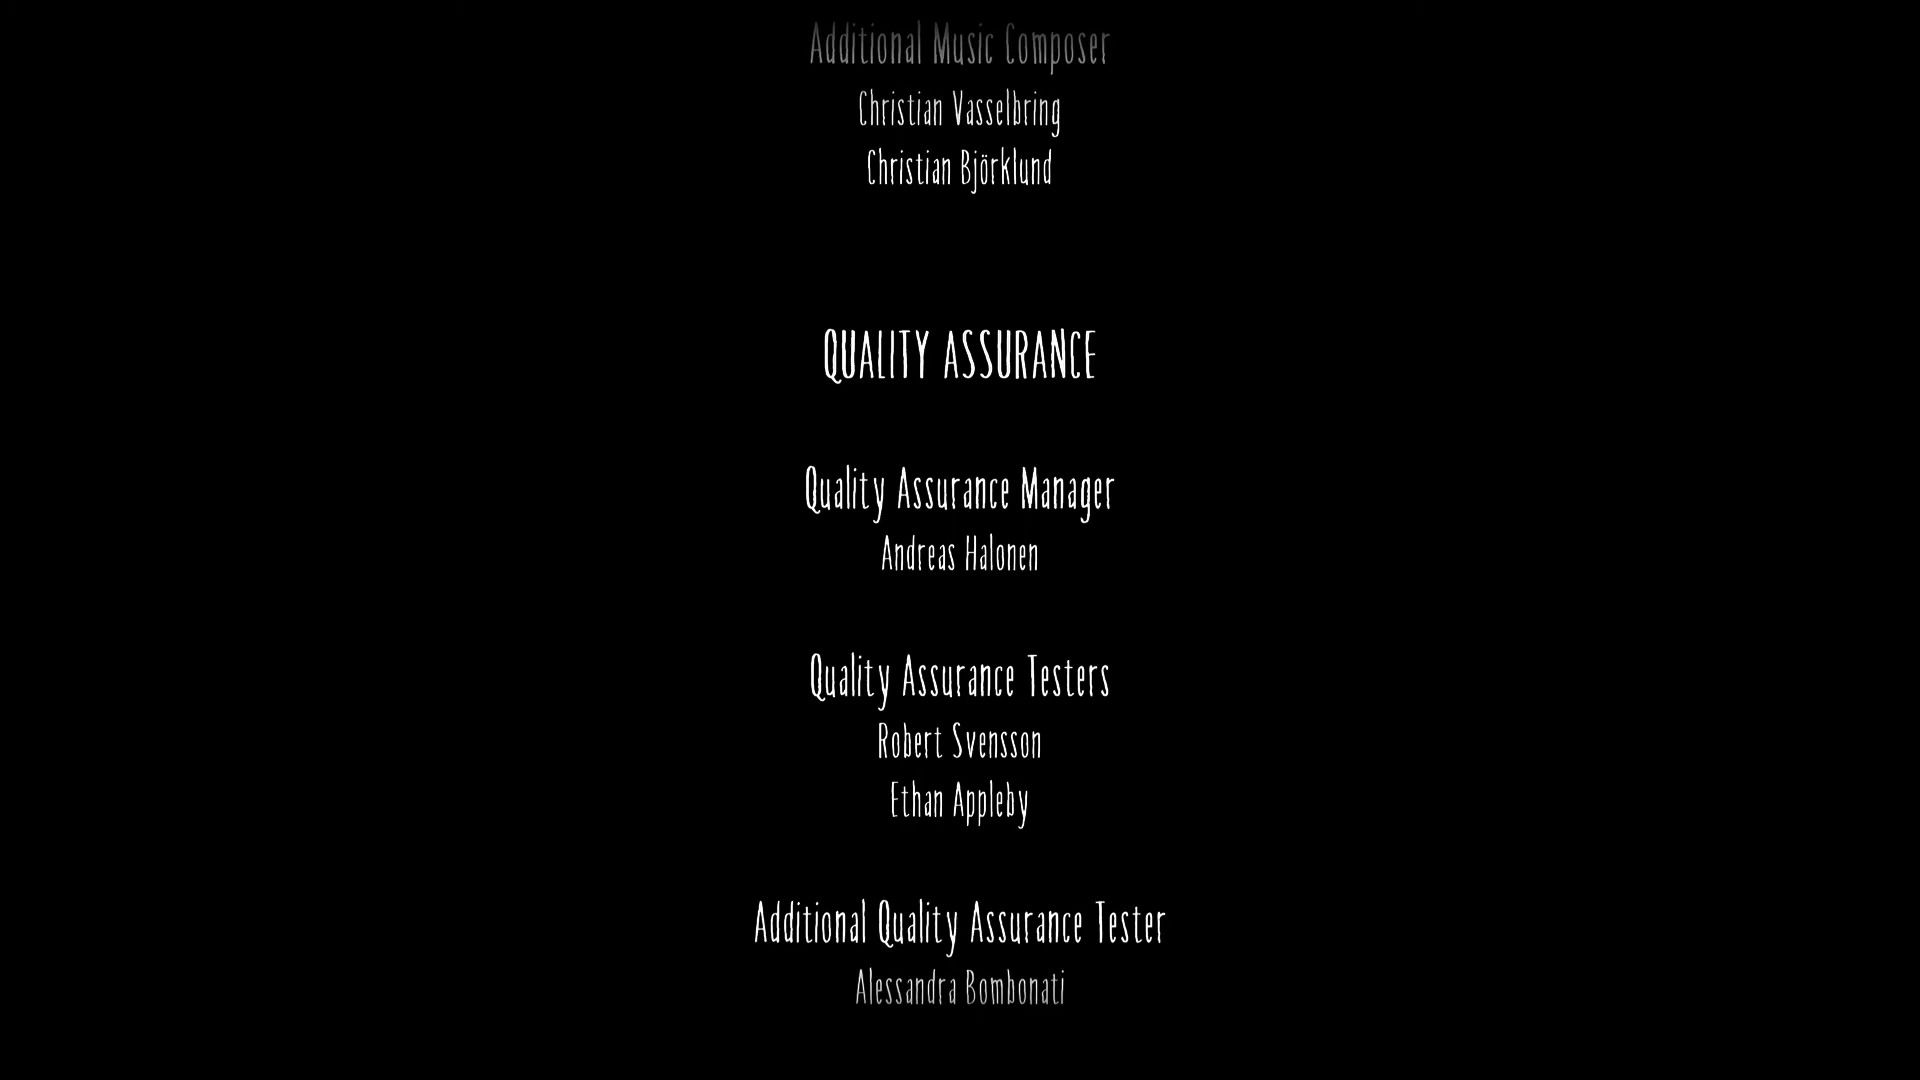 Additional Music Composer
Christian Vasselbring
Christian Björklund
QUALITY ASSURANCE
Quality Assurance Manager
Andreas Halonen
Quality Assurance Testers
Robert Svensson
Ethan Appleby
Additional Quality Assurance Tester
Alessandra Bombonati